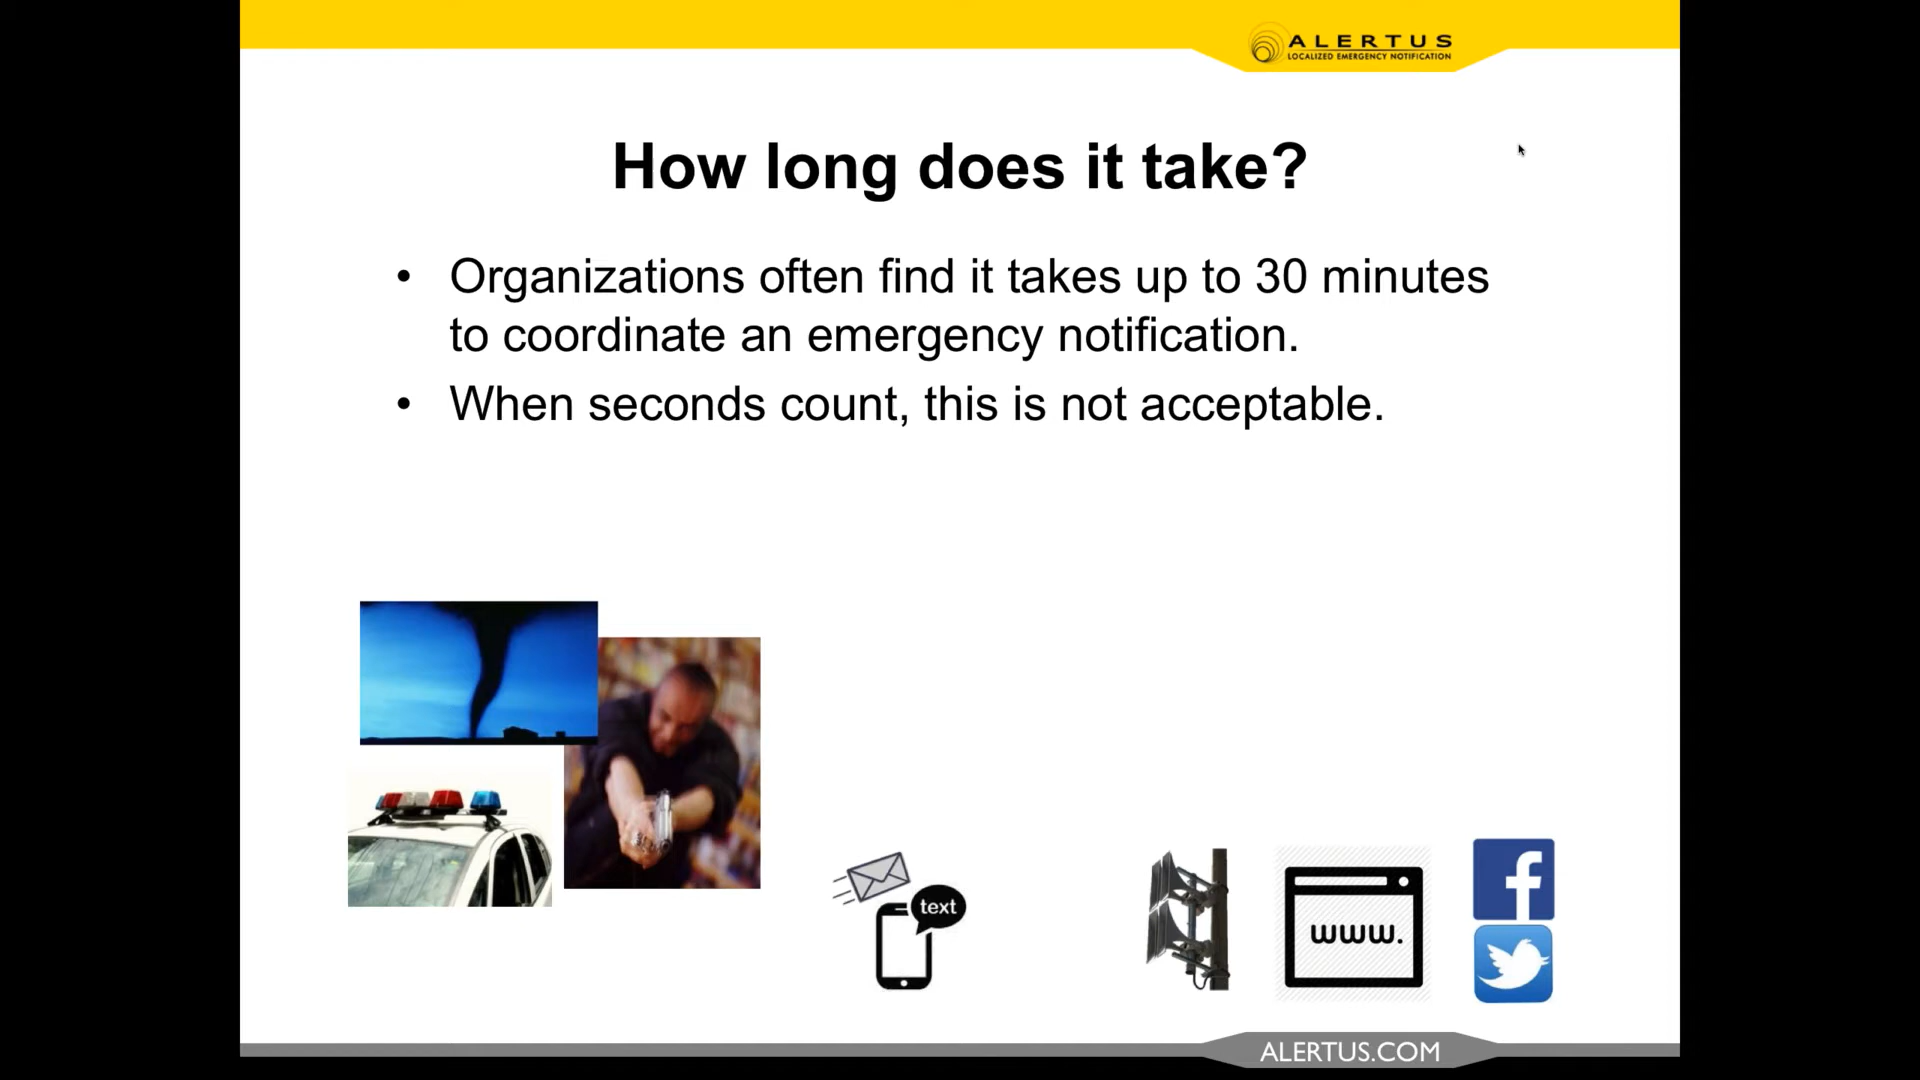 ALERTUS
LOCALIZED EMERGENCY NOTIFICATION
How long does it take?
• Organizations often find it takes up to 30 minutes
to coordinate an emergency notification.
• When seconds count, this is not acceptable.
text
www.
f
ALERTUS.COM